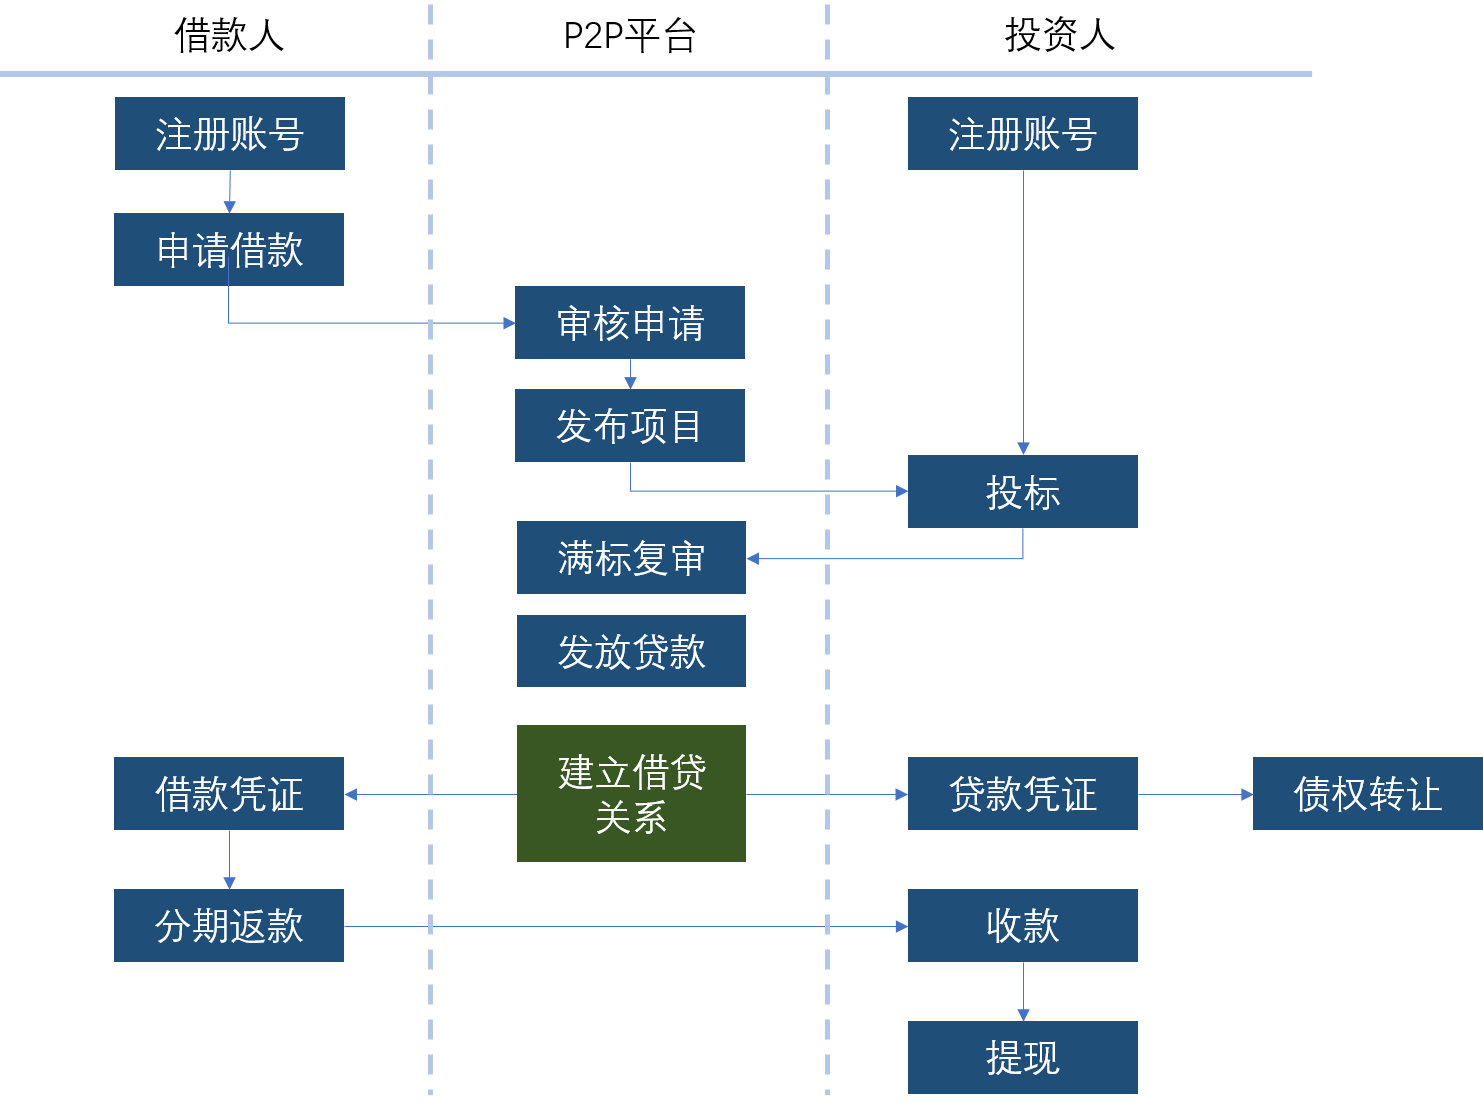 借款人
P2P平台
投资人
注册账号
注册账号
申请借款
审核申请
发布项目
投标
满标复审
发放贷款
建立借贷
关系
借款凭证
贷款凭证
债权转让
分期返款
收款
提现